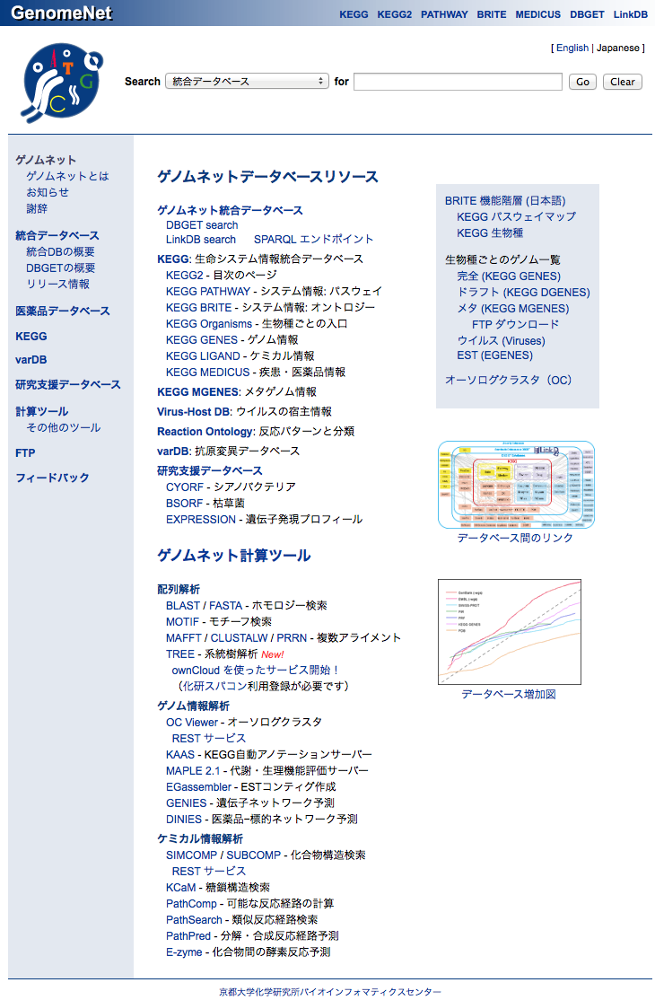 GenomeNet
KEGG KEGG2 PATHWAY BRITE MEDICUS DBGET LinkDB
[ English | Japanese ]
Search 統合データベース for Go Clear
ゲノムネット
ゲノムネットとは
お知らせ
謝辞
統合データベース
統合DBの概要
DBGETの概要
リリース情報
医薬品データベース
KEGG
varDB
研究支援データベース
計算ツール
その他のツール
FTP
フィードバック
ゲノムネットデータベースリソース
ゲノムネット統合データベース
DBGET search
LinkDB search SPARQL エンドポイント
KEGG: 生命システム情報統合データベース
KEGG2 - 目次のページ
KEGG PATHWAY - システム情報: パスウェイ
KEGG BRITE - システム情報: オントロジー
KEGG Organisms - 生物種ごとの入口
KEGG GENES - ゲノム情報
KEGG LIGAND - ケミカル情報
KEGG MEDICUS - 疾患・医薬品情報
KEGG MGENES: メタゲノム情報
Virus-Host DB: ウイルスの宿主情報
Reaction Ontology: 反応パターンと分類
varDB: 抗原変異データベース
研究支援データベース
CYORF - シアノバクテリア
BSORF - 枯草菌
EXPRESSION - 遺伝子発現プロフィール
ゲノムネット計算ツール
配列解析
BLAST / FASTA - ホモロジー検索
MOTIF - モチーフ検索
MAFFT / CLUSTALW / PRRN - 複数アライメント
TREE - 系統樹解析 New!
ownCloud を使ったサービス開始！
（化研スパコン利用登録が必要です）
ゲノム情報解析
OC Viewer - オーソログクラスタ
REST サービス
KAAS - KEGG自動アノテーションサーバー
MAPLE 2.1 - 代謝・生理機能評価サーバー
EGassembler - ESTコンティグ作成
GENIES - 遺伝子ネットワーク予測
DINIES - 医薬品−標的ネットワーク予測
ケミカル情報解析
SIMCOMP / SUBCOMP - 化合物構造検索
REST サービス
KCaM - 糖鎖構造検索
PathComp - 可能な反応経路の計算
PathSearch - 類似反応経路検索
PathPred - 分解・合成反応経路予測
E-zyme - 化合物間の酵素反応予測
BRITE 機能階層 (日本語)
KEGG パスウェイマップ
KEGG 生物種
生物種ごとのゲノム一覧
完全 (KEGG GENES)
ドラフト (KEGG DGENES)
メタ (KEGG MGENES)
FTP ダウンロード
ウイルス (Viruses)
EST (EGENES)
オーソログクラスタ（OC）
データベース間のリンク
SWISS-PROT
PIR
PRF
KEGG GENES
PDB
データベース増加図
京都大学化学研究所バイオインフォマティクスセンター